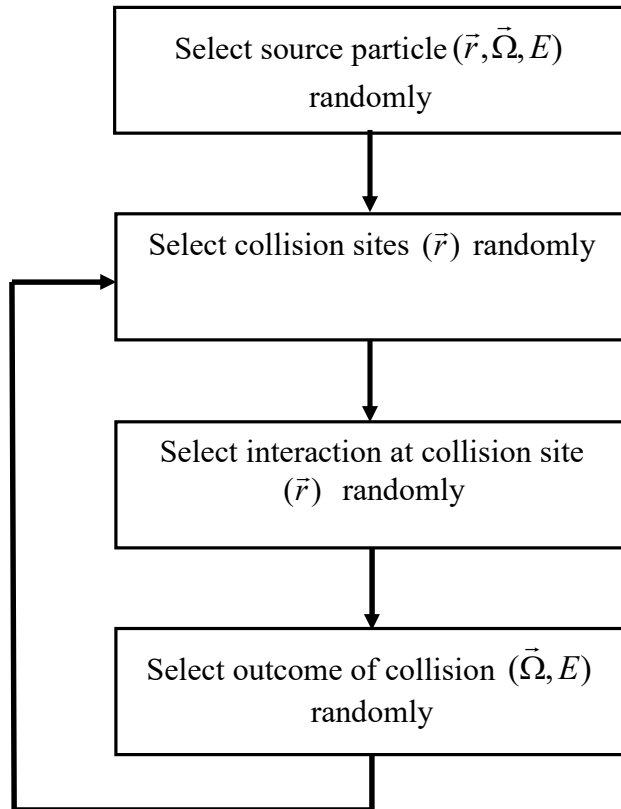 Select source particle (r⃗, Ω⃗, E)
randomly
Select collision sites (r⃗) randomly
Select interaction at collision site
(r⃗) randomly
Select outcome of collision (Ω⃗, E)
randomly